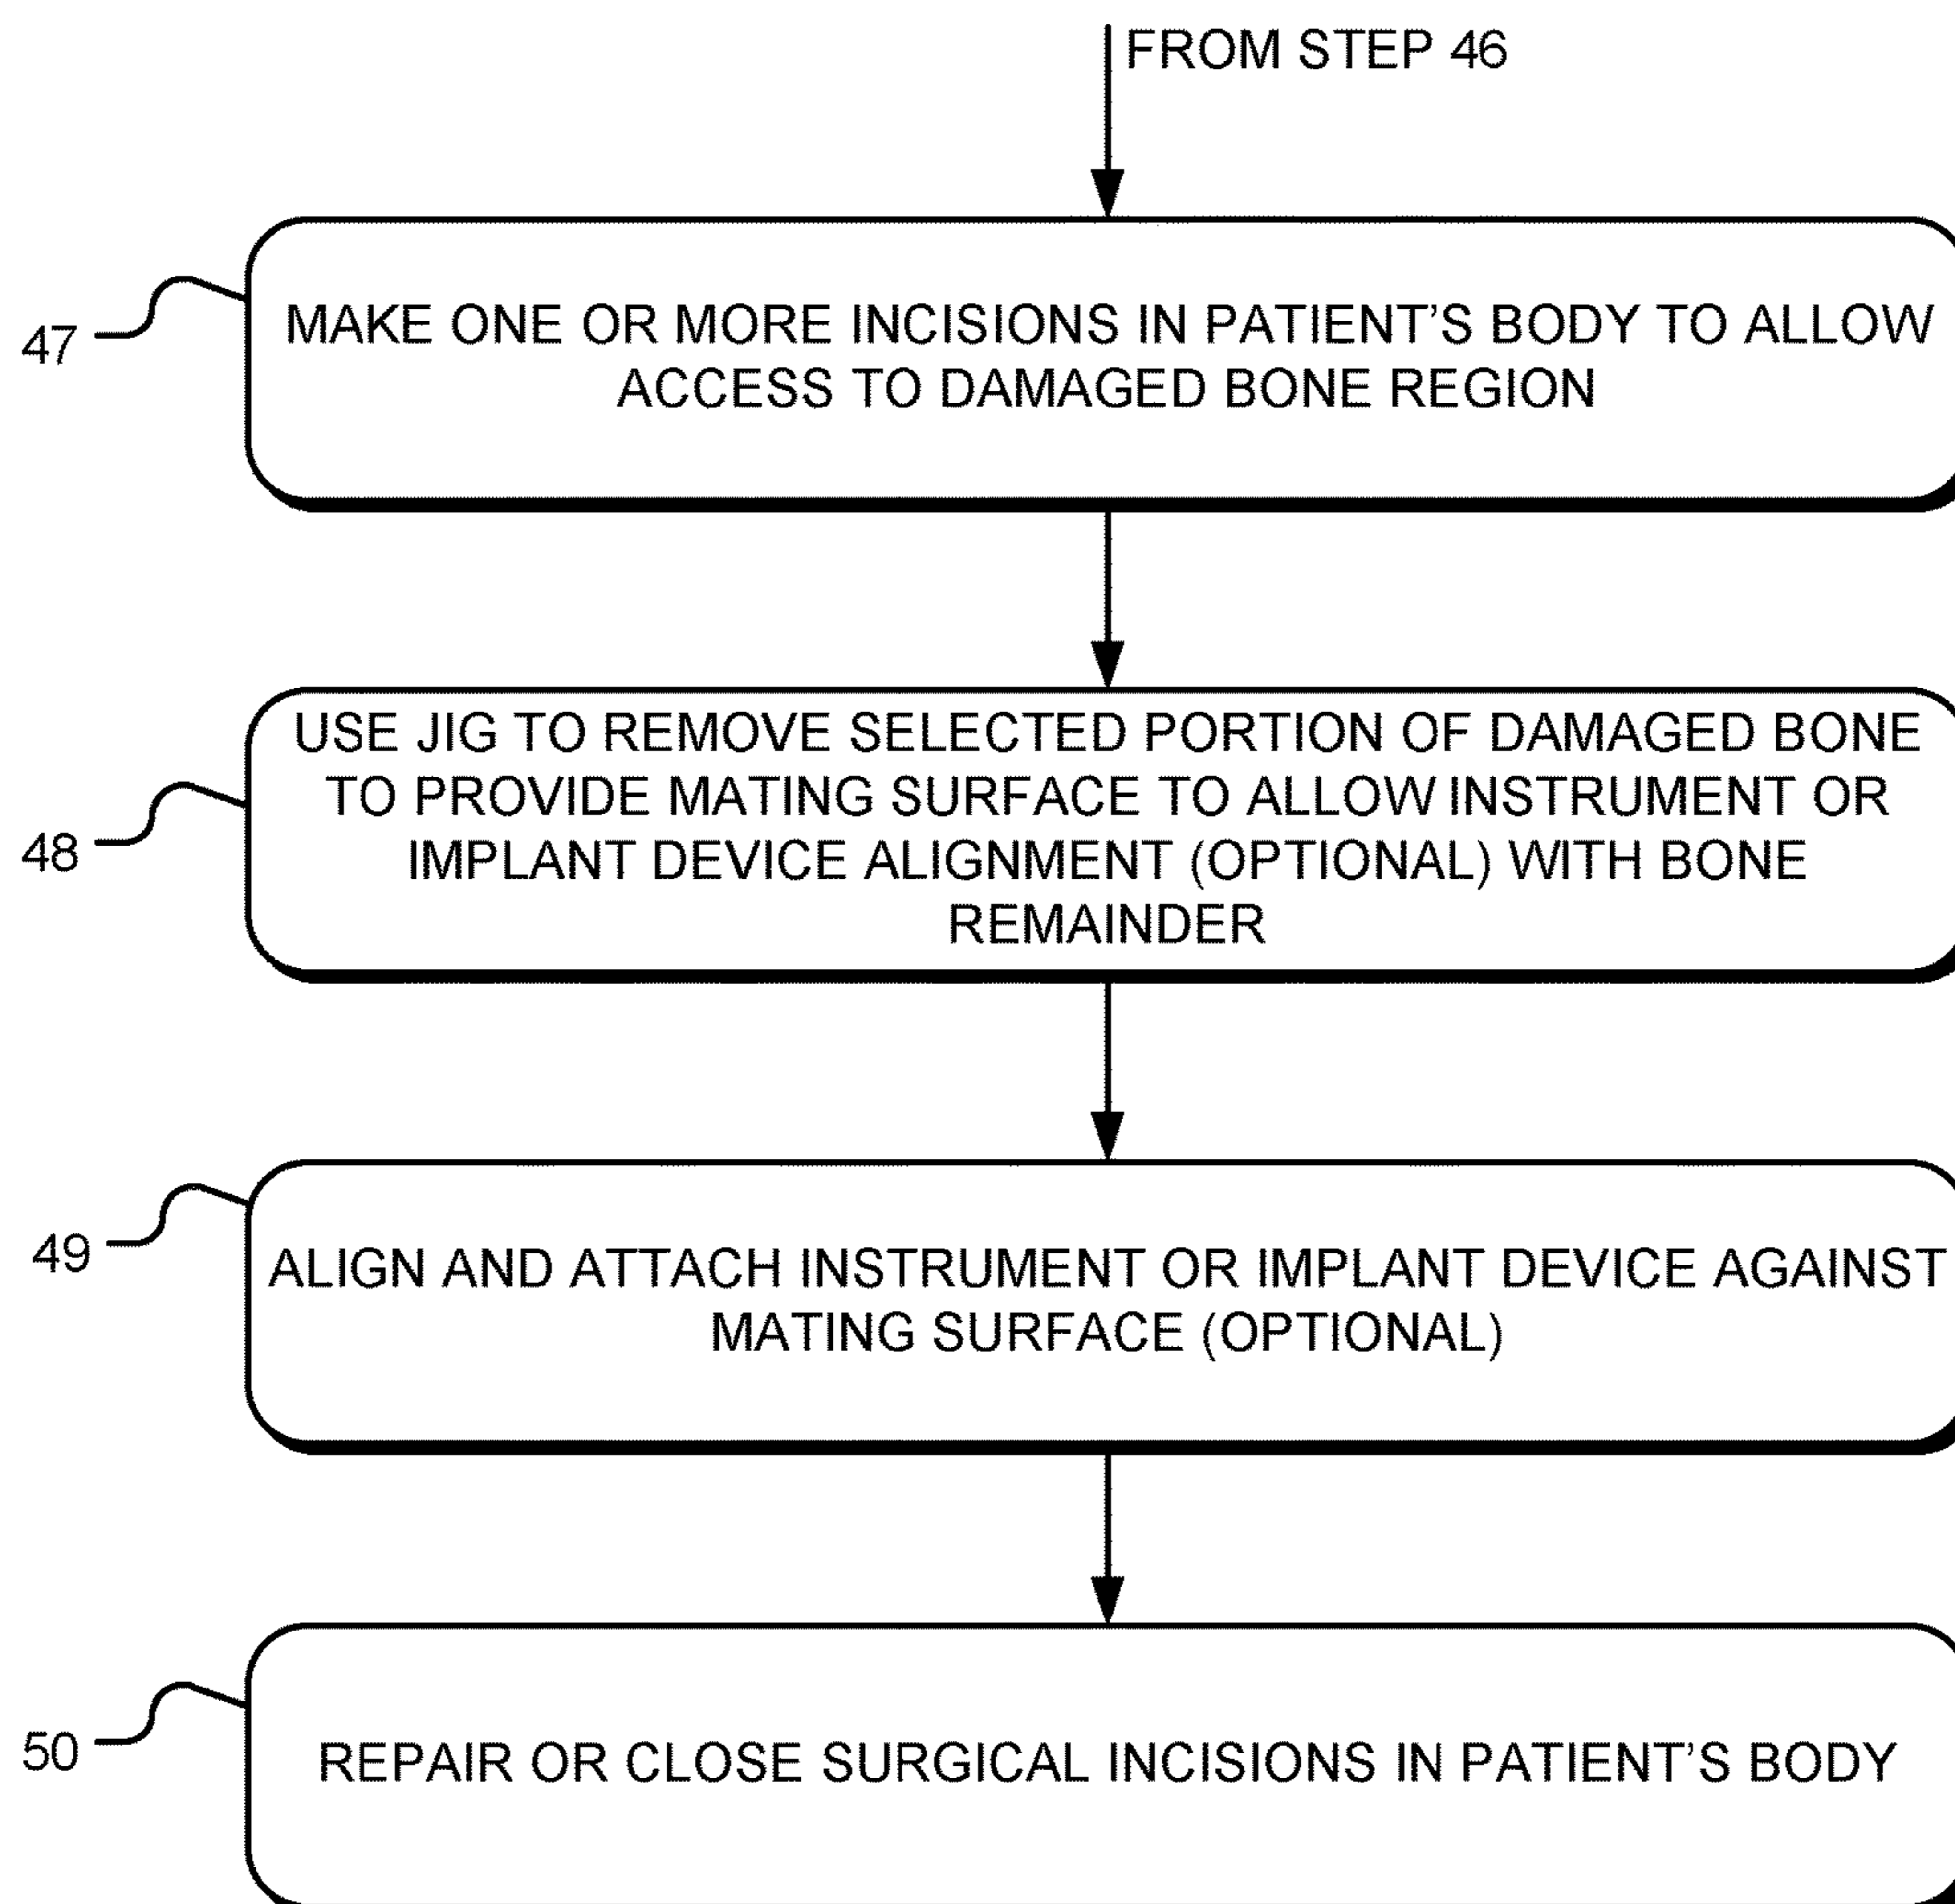 FROM STEP 46
47
MAKE ONE OR MORE INCISIONS IN PATIENT'S BODY TO ALLOW
ACCESS TO DAMAGED BONE REGION
48
USE JIG TO REMOVE SELECTED PORTION OF DAMAGED BONE
TO PROVIDE MATING SURFACE TO ALLOW INSTRUMENT OR
IMPLANT DEVICE ALIGNMENT (OPTIONAL) WITH BONE
REMAINDER
49
ALIGN AND ATTACH INSTRUMENT OR IMPLANT DEVICE AGAINST
MATING SURFACE (OPTIONAL)
50
REPAIR OR CLOSE SURGICAL INCISIONS IN PATIENT'S BODY